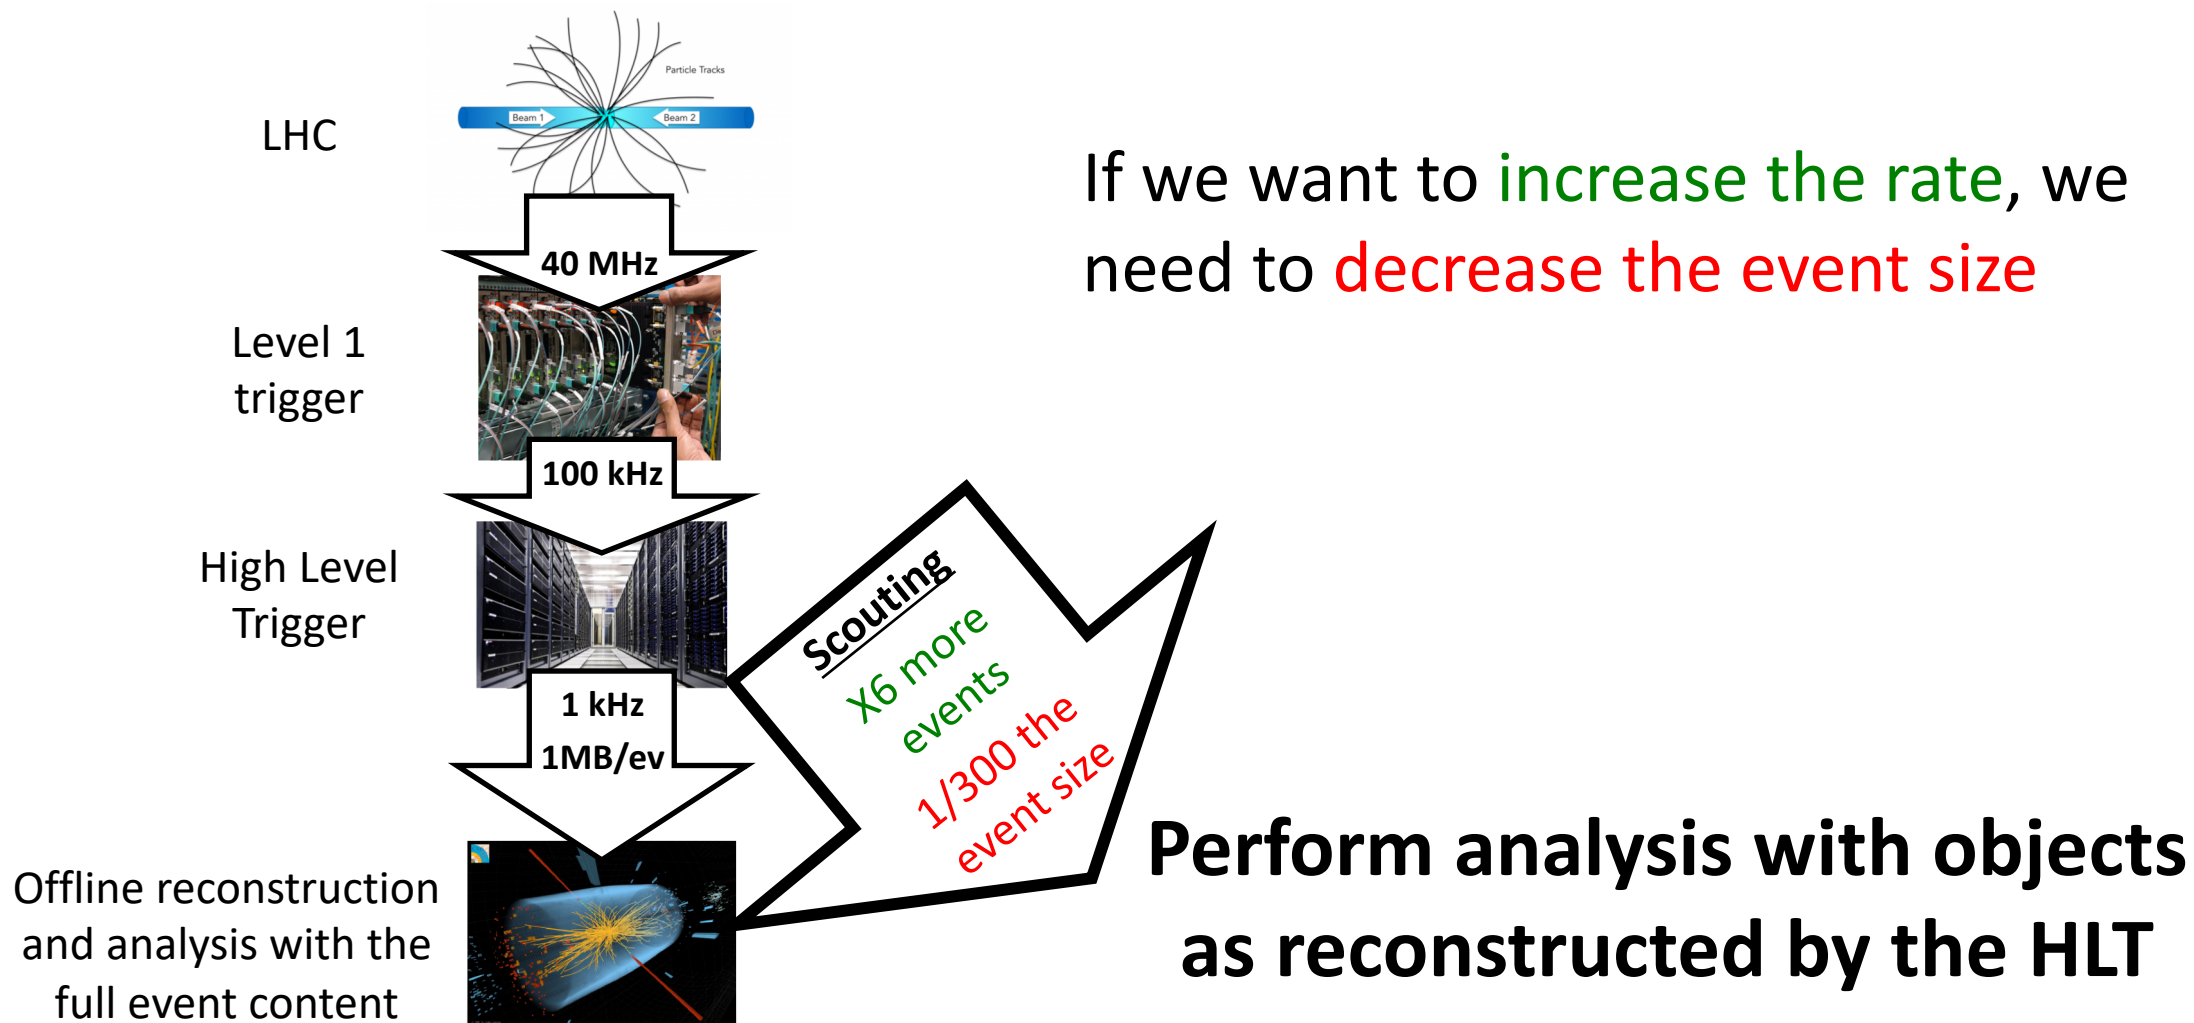 Particle Tracks
Beam 1
Beam 2
LHC
40 MHz
Level 1
trigger
100 kHz
High Level
Trigger
1 kHz
1MB/ev
Offline reconstruction
and analysis with the
full event content
Scouting
X6 more
events
1/300 the
event size
If we want to increase the rate, we
need to decrease the event size
Perform analysis with objects
as reconstructed by the HLT